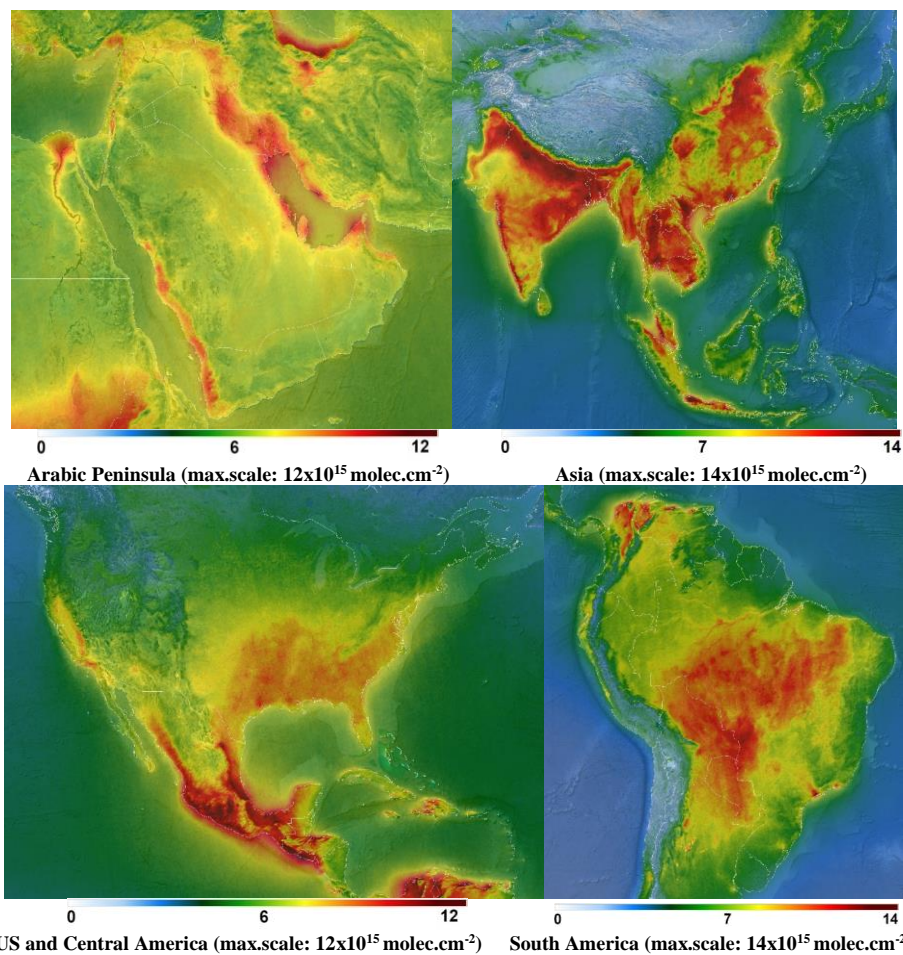 0 6 12 0 7 14
Arabic Peninsula (max.scale: 12x10¹⁵ molec.cm⁻²) Asia (max.scale: 14x10¹⁵ molec.cm⁻²)
0 6 12 0 7 14
US and Central America (max.scale: 12x10¹⁵ molec.cm⁻²) South America (max.scale: 14x10¹⁵ molec.cm⁻²